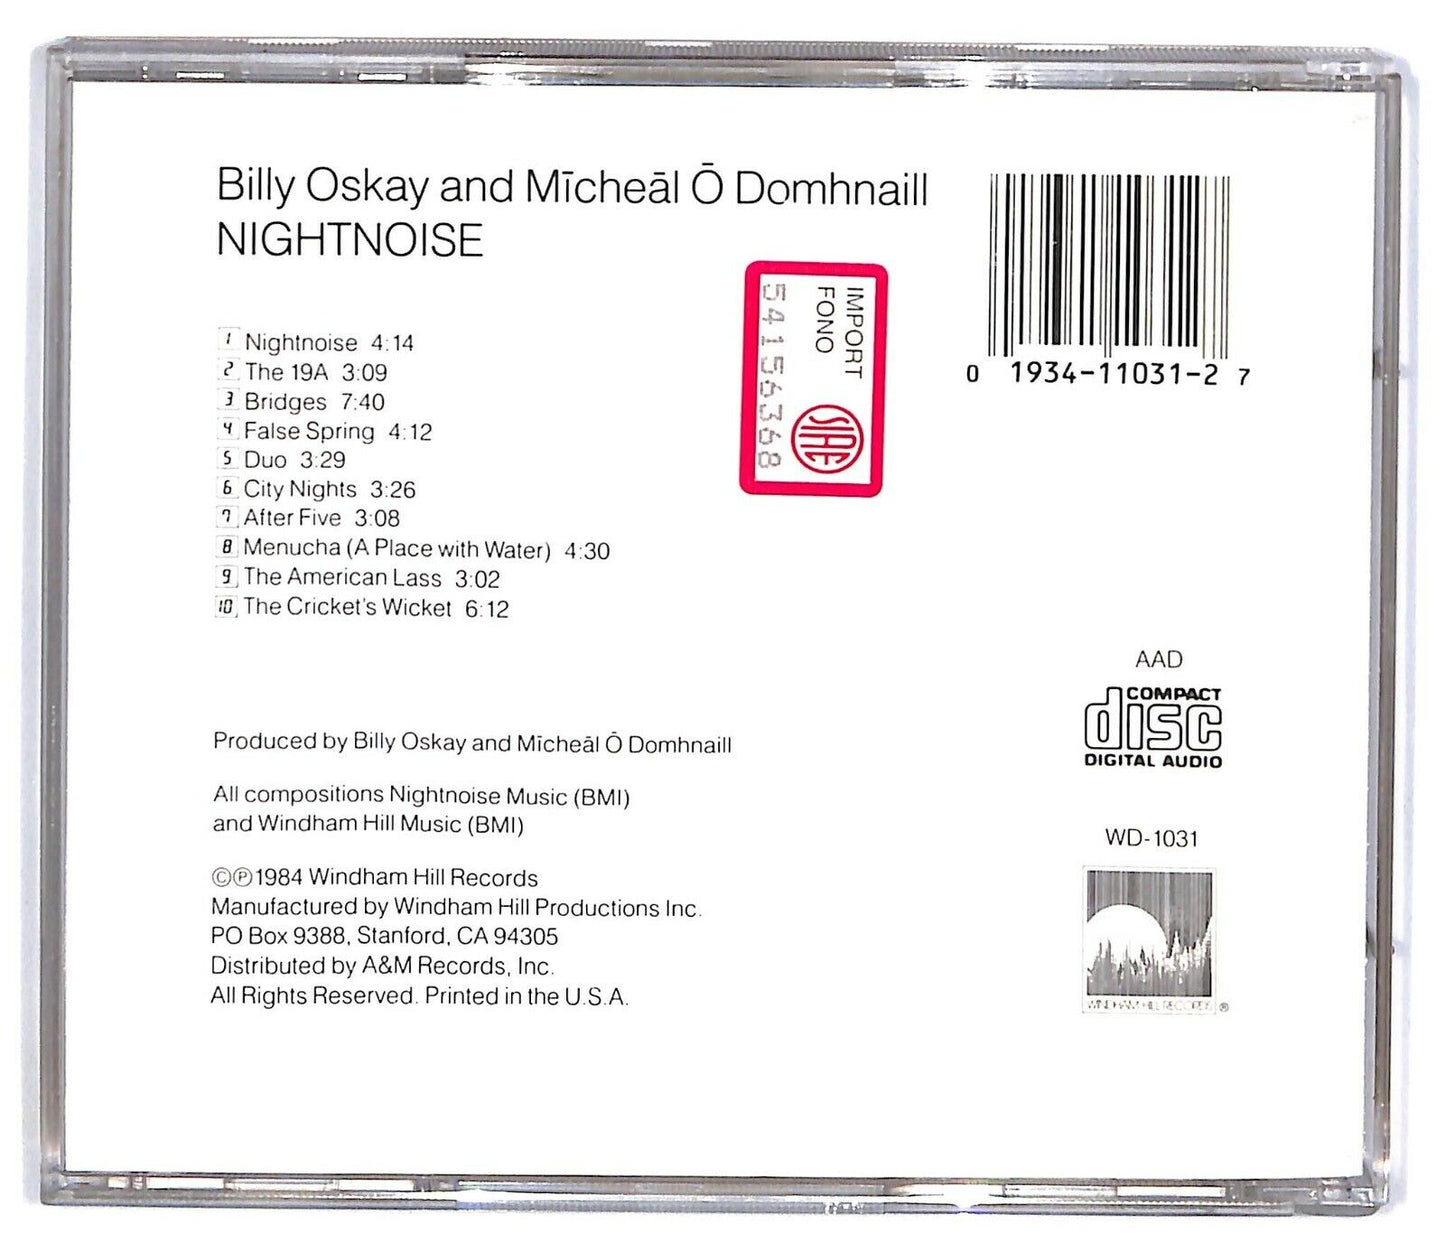 Billy Oskay and Mīcheāl Ō Domhnaill
NIGHTNOISE
1 Nightnoise 4:14
2 The 19A 3:09
3 Bridges 7:40
4 False Spring 4:12
5 Duo 3:29
6 City Nights 3:26
7 After Five 3:08
8 Menucha (A Place with Water) 4:30
9 The American Lass 3:02
10 The Cricket's Wicket 6:12
IMPORT
FONO
54156368
SIAE
0 1934-11031-2 7
Produced by Billy Oskay and Mīcheāl Ō Domhnaill
All compositions Nightnoise Music (BMI)
and Windham Hill Music (BMI)
©℗1984 Windham Hill Records
Manufactured by Windham Hill Productions Inc.
PO Box 9388, Stanford, CA 94305
Distributed by A&M Records, Inc.
All Rights Reserved. Printed in the U.S.A.
AAD
COMPACT
disc
DIGITAL AUDIO
WD-1031
WINDHAM HILL RECORDS ®